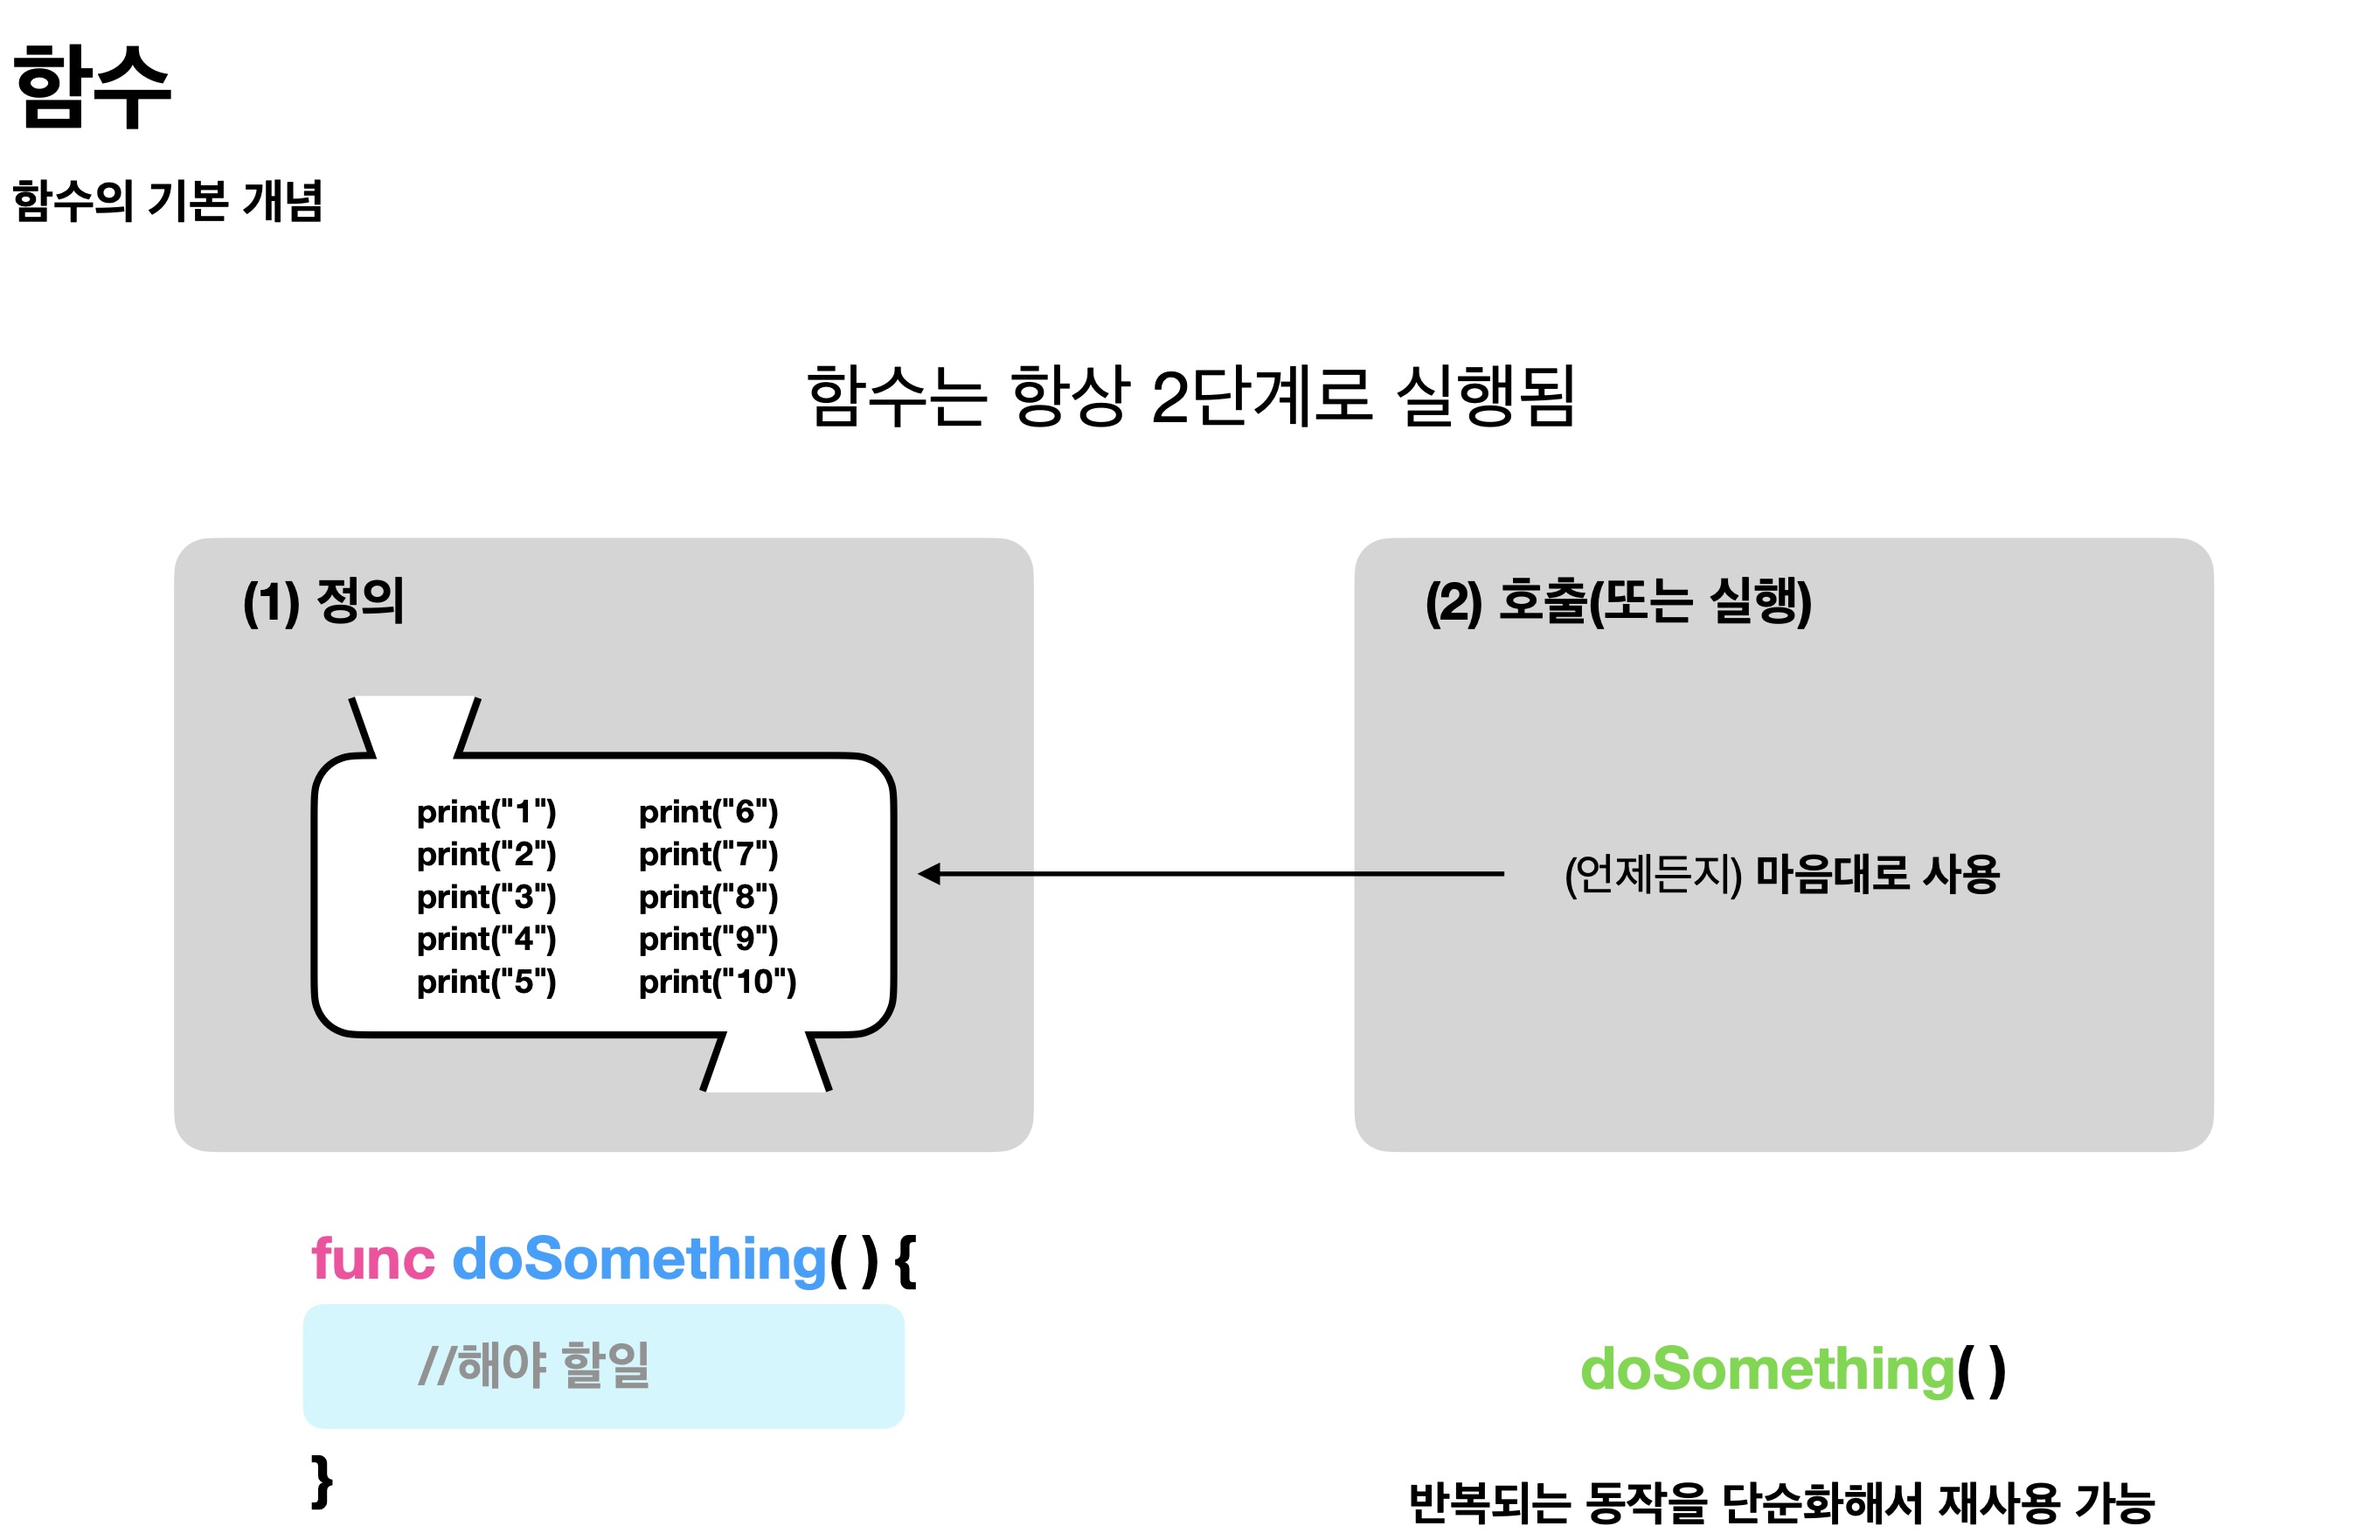 함수
함수의 기본 개념
함수는 항상 2단계로 실행됨
(1) 정의
print("1")
print("2")
print("3")
print("4")
print("5")
print("6")
print("7")
print("8")
print("9")
print("10")
func doSomething( ) {
//해야 할일
}
(2) 호출(또는 실행)
(언제든지) 마음대로 사용
doSomething( )
반복되는 동작을 단순화해서 재사용 가능